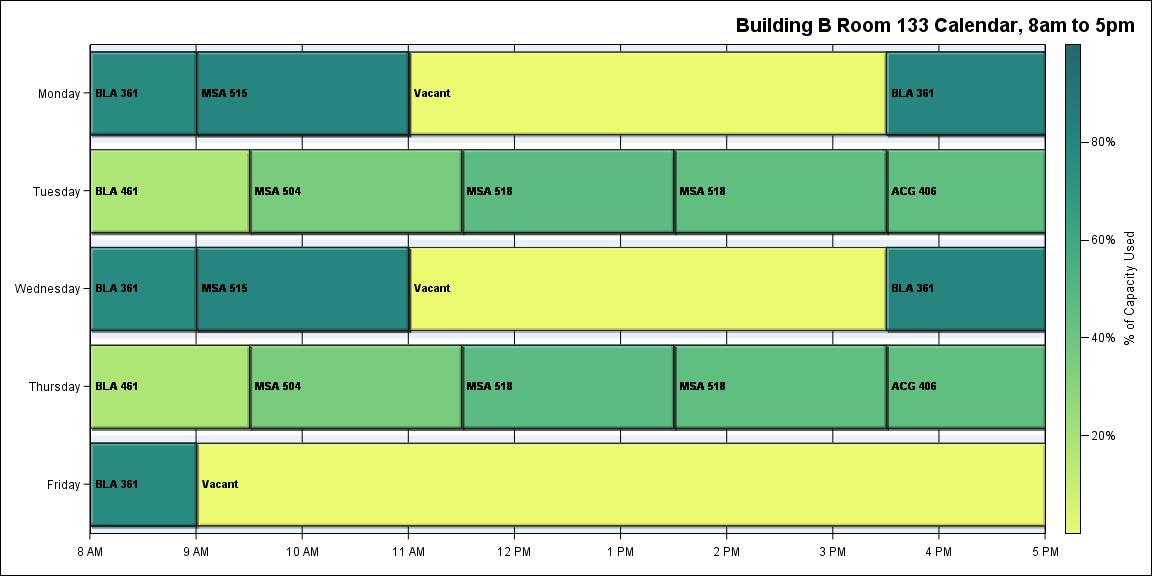 Building B Room 133 Calendar, 8am to 5pm
Monday
BLA 361
MSA 515
Vacant
BLA 361
Tuesday
BLA 461
MSA 504
MSA 518
MSA 518
ACG 406
Wednesday
BLA 361
MSA 515
Vacant
BLA 361
Thursday
BLA 461
MSA 504
MSA 518
MSA 518
ACG 406
Friday
BLA 361
Vacant
8 AM
9 AM
10 AM
11 AM
12 PM
1 PM
2 PM
3 PM
4 PM
5 PM
80%
60%
40%
20%
% of Capacity Used